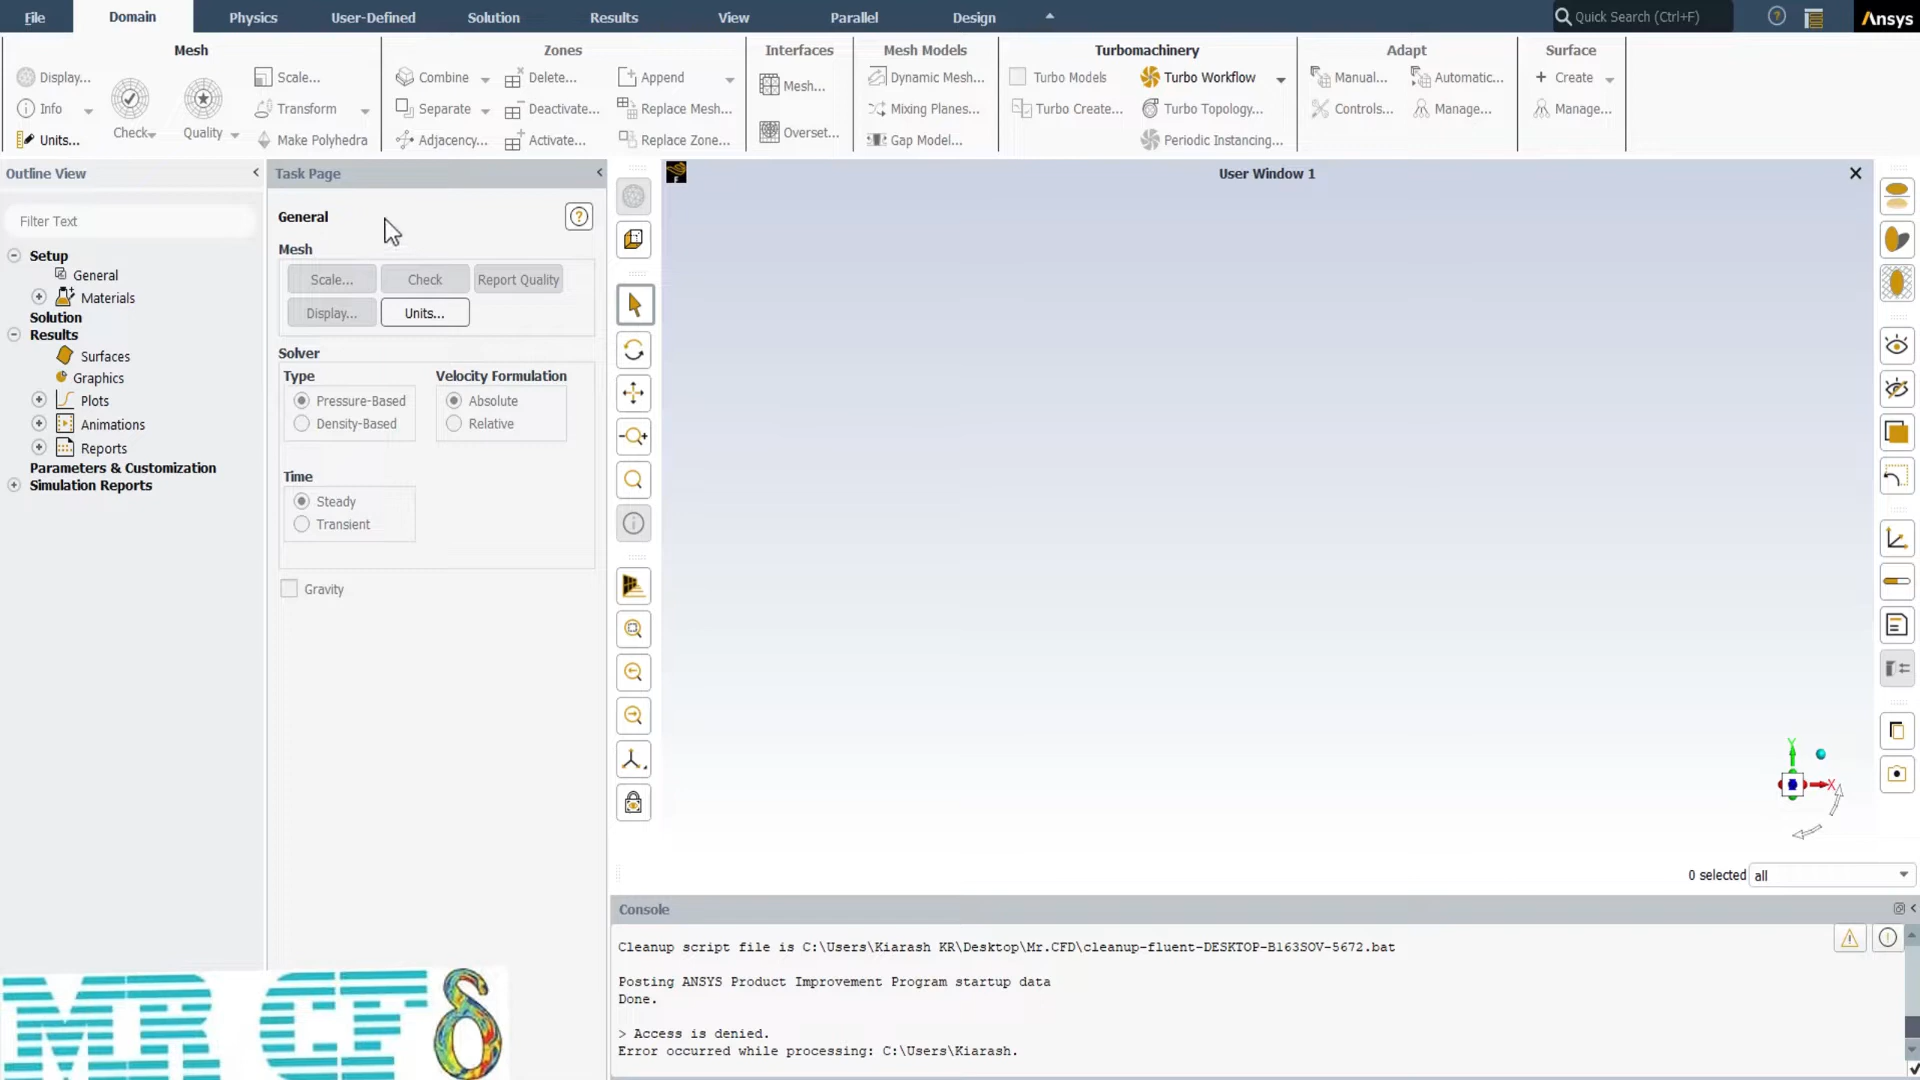 File
Domain
Physics
User-Defined
Solution
Results
View
Parallel
Design
Quick Search (Ctrl+F)
Ansys
Mesh
Display...
Info
Units...
Check
Quality
Scale...
Transform
Make Polyhedra
Zones
Combine
Separate
Adjacency...
Delete...
Deactivate...
Activate...
Append
Replace Mesh...
Replace Zone...
Interfaces
Mesh...
Overset...
Mesh Models
Dynamic Mesh...
Mixing Planes...
Gap Model...
Turbomachinery
Turbo Models
Turbo Create...
Turbo Workflow
Turbo Topology...
Periodic Instancing...
Adapt
Manual...
Controls...
Automatic...
Manage...
Surface
+ Create
Manage...
Outline View
Filter Text
Setup
General
Materials
Solution
Results
Surfaces
Graphics
Plots
Animations
Reports
Parameters & Customization
Simulation Reports
Task Page
General
Mesh
Scale...
Check
Report Quality
Display...
Units...
Solver
Type
Pressure-Based
Density-Based
Velocity Formulation
Absolute
Relative
Time
Steady
Transient
Gravity
User Window 1
Y
X
0 selected
all
Console
Cleanup script file is C:\Users\Kiarash KR\Desktop\Mr.CFD\cleanup-fluent-DESKTOP-B163SOV-5672.bat
Posting ANSYS Product Improvement Program startup data
Done.
> Access is denied.
Error occurred while processing: C:\Users\Kiarash.
MR CFδ